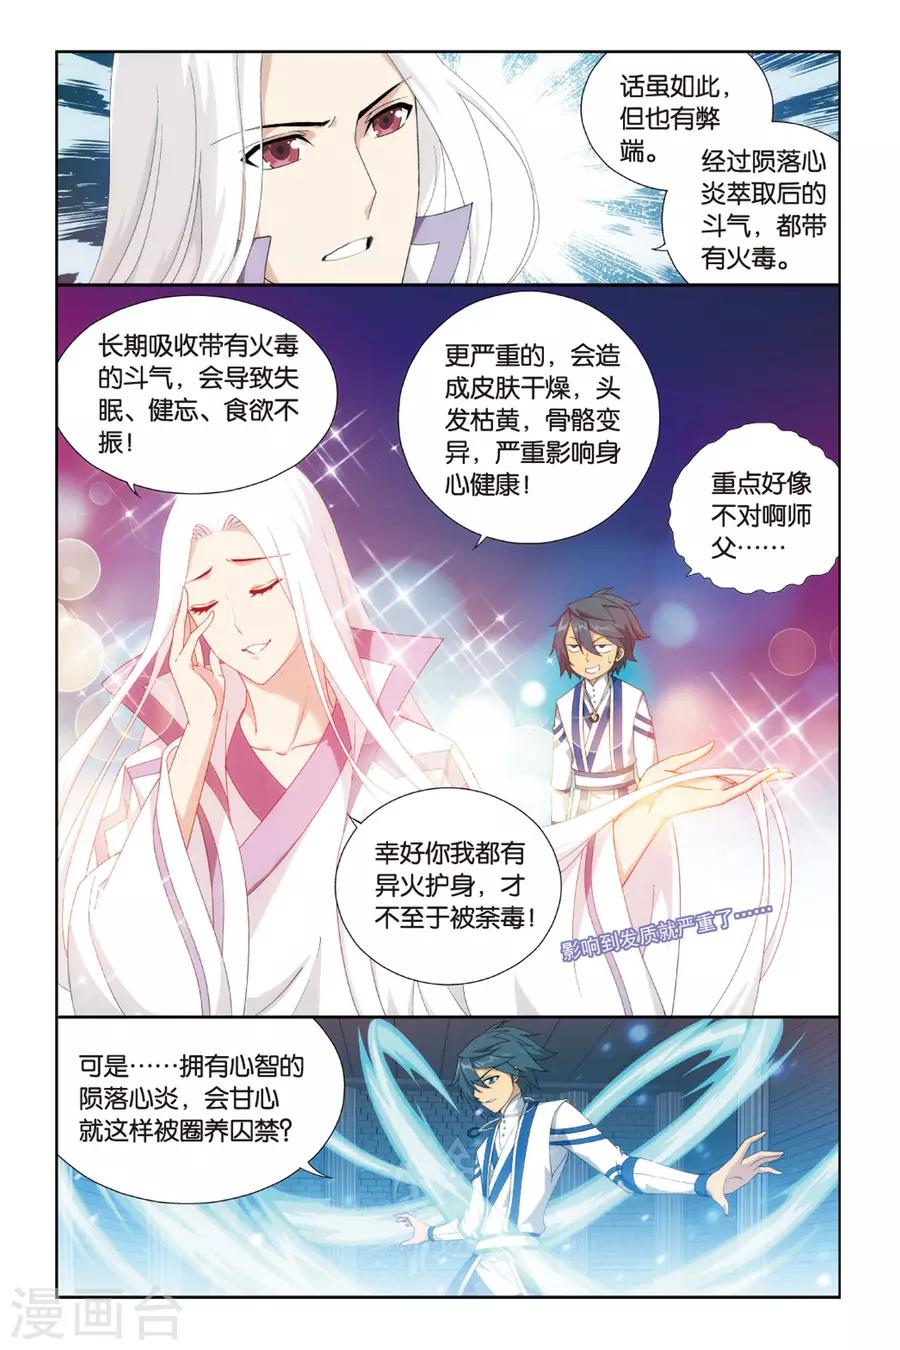 话虽如此，
但也有弊
端。
经过陨落心
炎萃取后的
斗气，都带
有火毒。
长期吸收带有火毒
的斗气，会导致失
眠、健忘、食欲不
振！
更严重的，会造
成皮肤干燥，头
发枯黄，骨骼变
异，严重影响身
心健康！
重点好像
不对啊师
父……
幸好你我都有
异火护身，才
不至于被荼毒！
影响到发质就严重了……
可是……拥有心智的
陨落心炎，会甘心
就这样被圈养囚禁？
漫画台